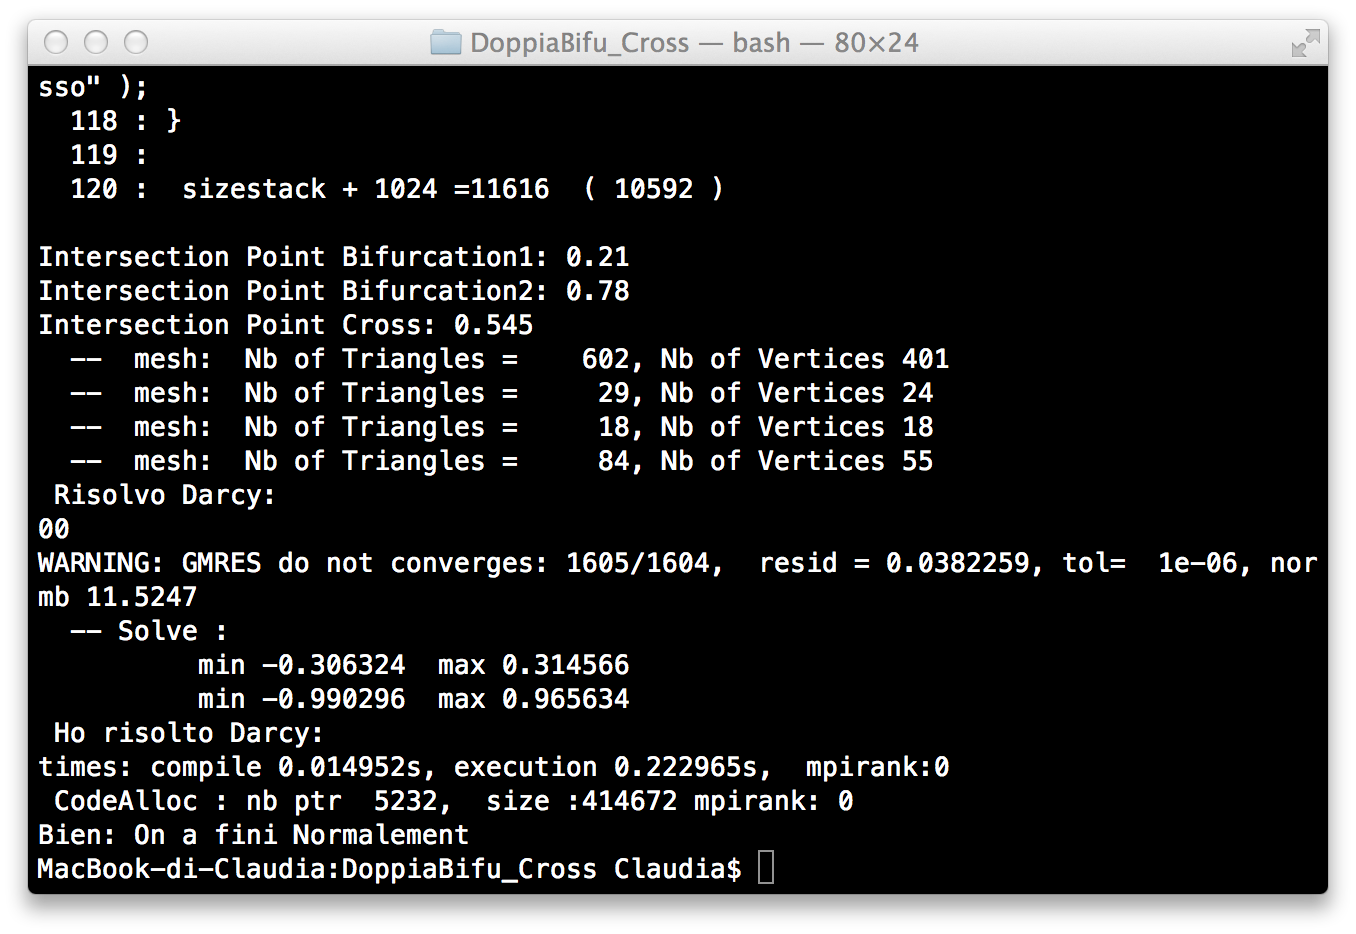 DoppiaBifu_Cross — bash — 80×24
sso" );
  118 : }
  119 :
  120 :  sizestack + 1024 =11616  ( 10592 )

Intersection Point Bifurcation1: 0.21
Intersection Point Bifurcation2: 0.78
Intersection Point Cross: 0.545
  --  mesh:  Nb of Triangles =    602, Nb of Vertices 401
  --  mesh:  Nb of Triangles =     29, Nb of Vertices 24
  --  mesh:  Nb of Triangles =     18, Nb of Vertices 18
  --  mesh:  Nb of Triangles =     84, Nb of Vertices 55
 Risolvo Darcy:
00
WARNING: GMRES do not converges: 1605/1604,  resid = 0.0382259, tol=  1e-06, nor
mb 11.5247
  -- Solve :
          min -0.306324  max 0.314566
          min -0.990296  max 0.965634
 Ho risolto Darcy:
times: compile 0.014952s, execution 0.222965s,  mpirank:0
 CodeAlloc : nb ptr  5232,  size :414672 mpirank: 0
Bien: On a fini Normalement
MacBook-di-Claudia:DoppiaBifu_Cross Claudia$